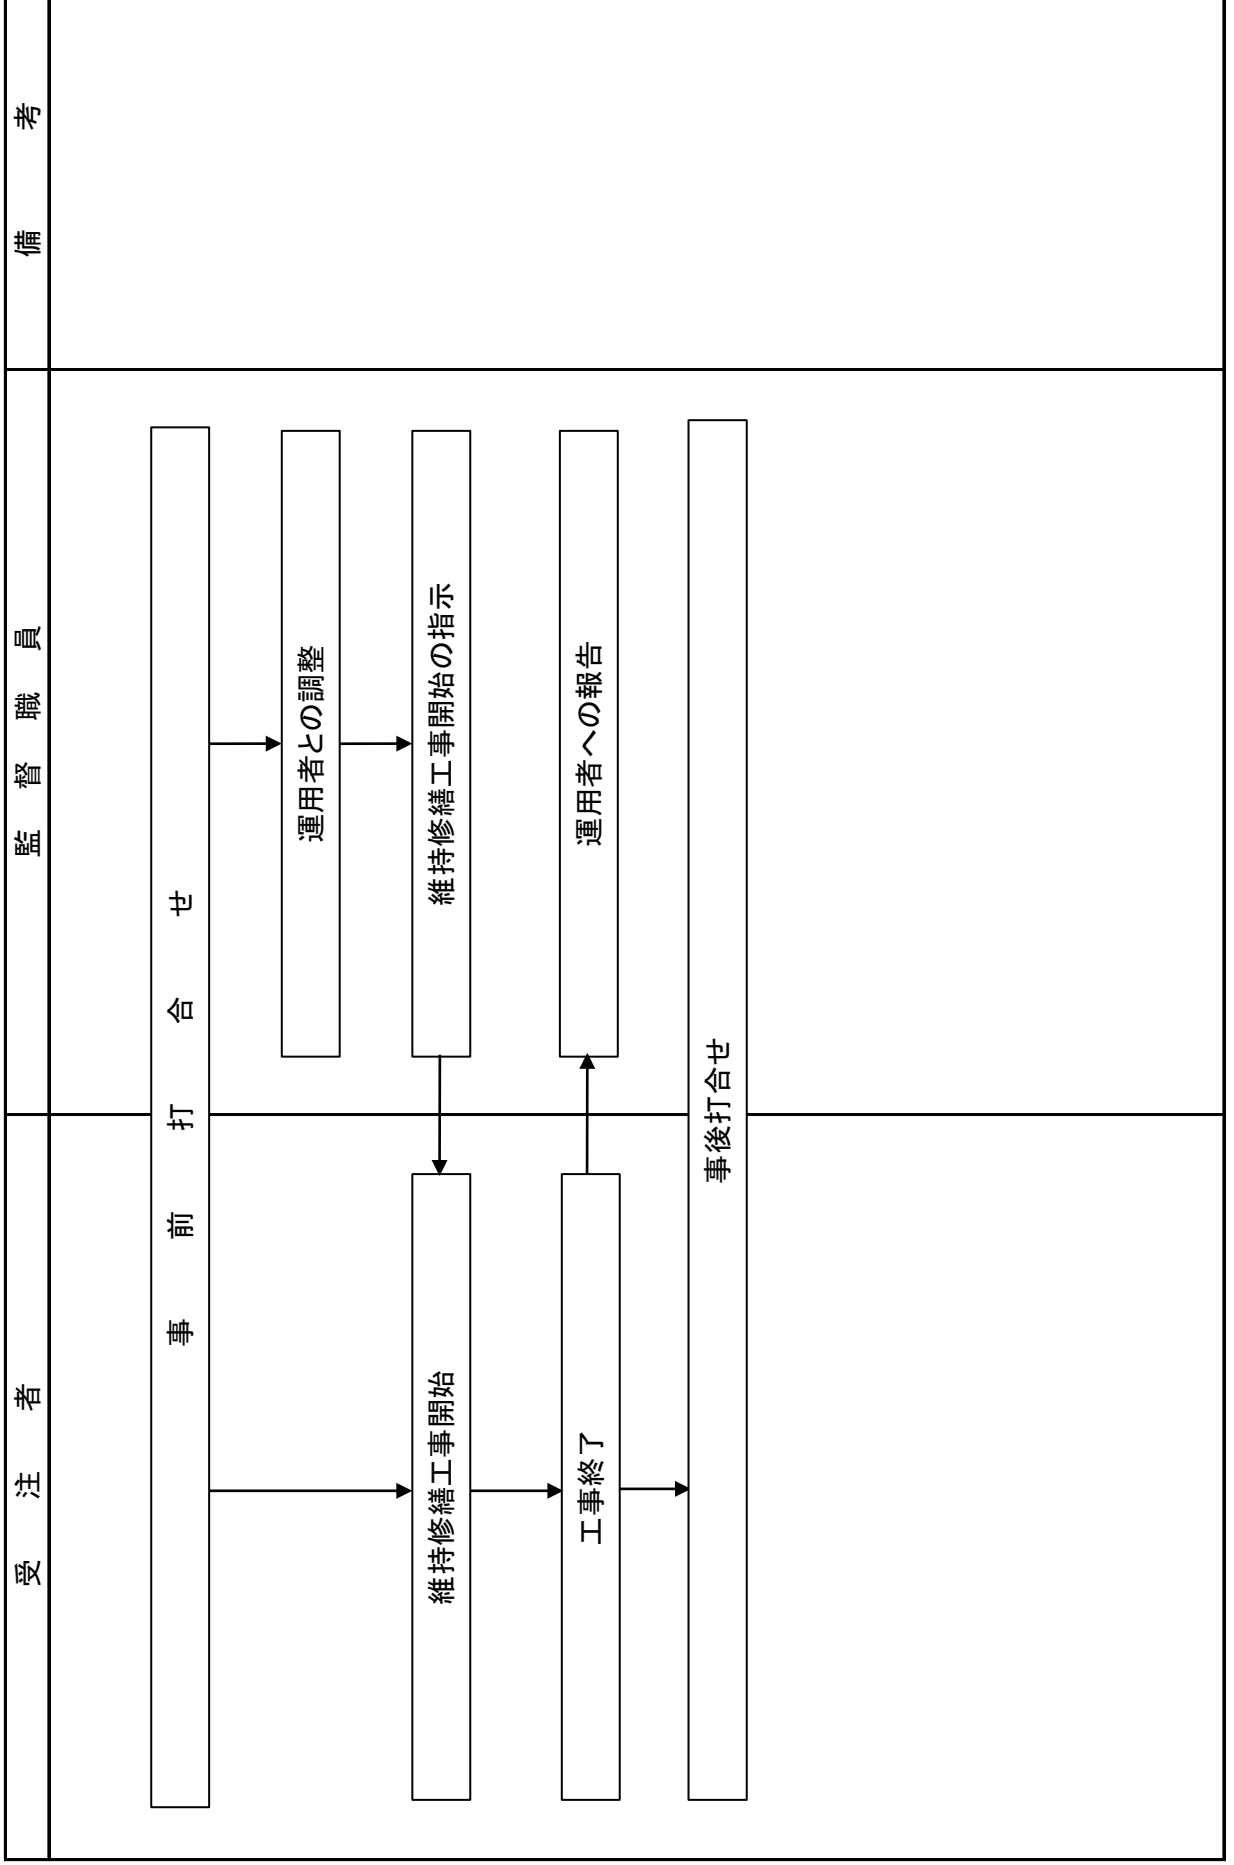 受 注 者
監 督 職 員
備 考
事 前 打 合 せ
運用者との調整
維持修繕工事開始
維持修繕工事開始の指示
工事終了
運用者への報告
事後打合せ